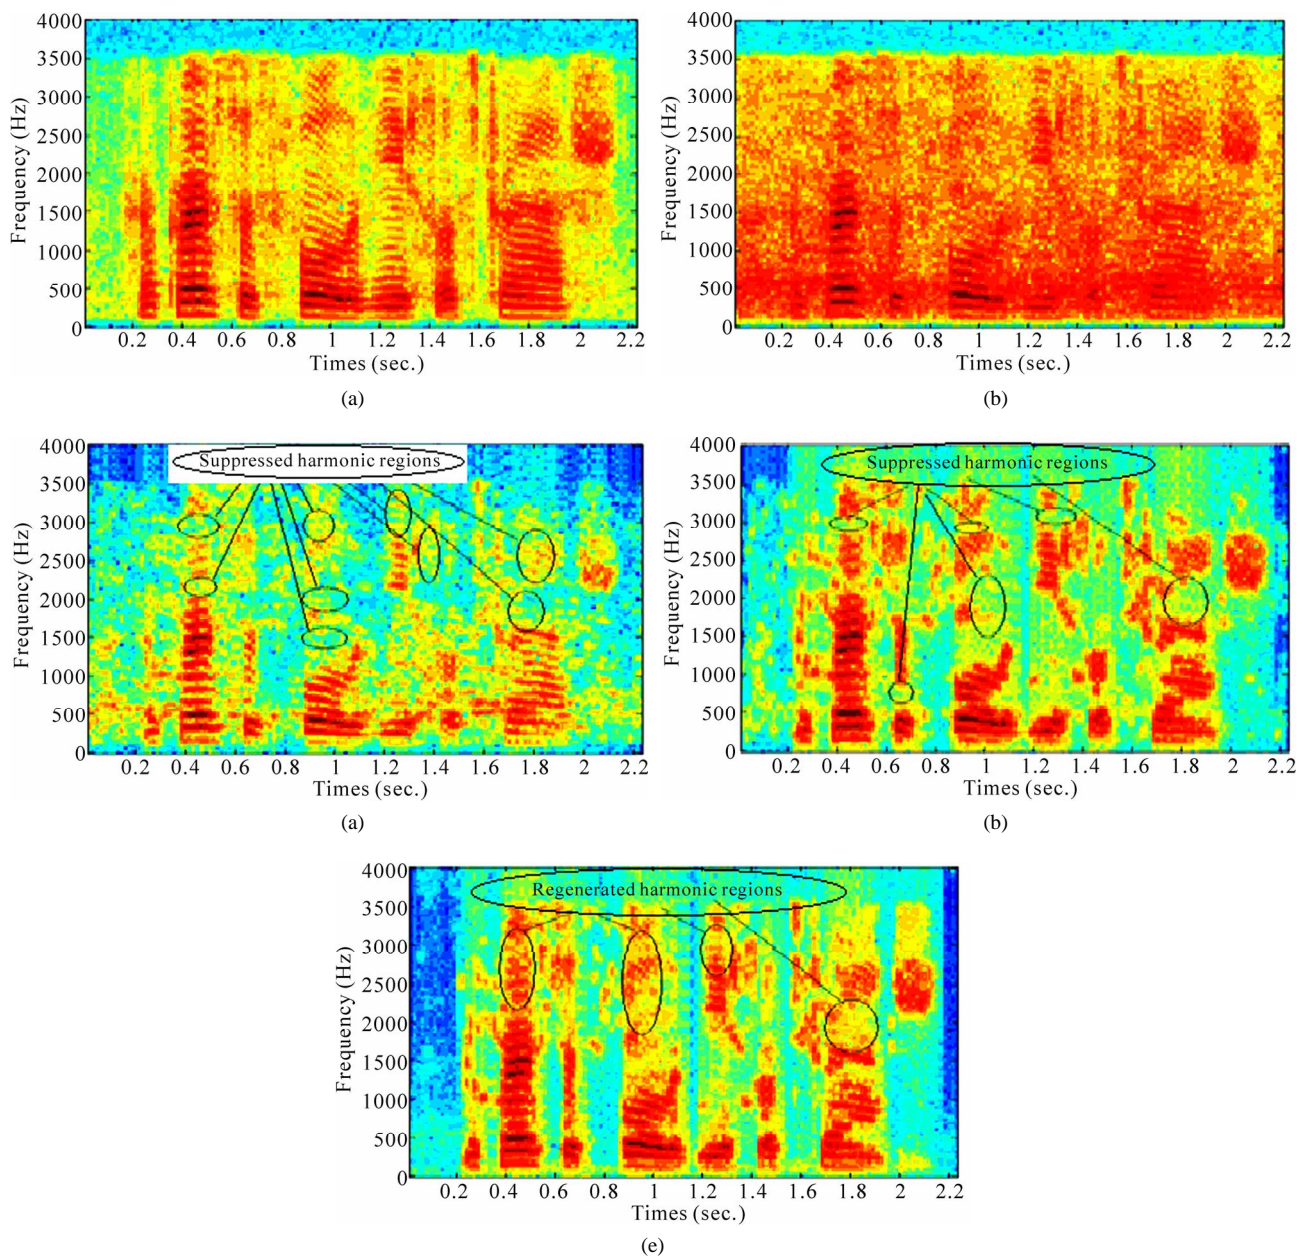 4000
3500
3000
2500
2000
1500
1000
500
0
Frequency (Hz)
0.2 0.4 0.6 0.8 1 1.2 1.4 1.6 1.8 2 2.2
Times (sec.)
(a)
4000
3500
3000
2500
2000
1500
1000
500
0
Frequency (Hz)
0.2 0.4 0.6 0.8 1 1.2 1.4 1.6 1.8 2 2.2
Times (sec.)
(b)
Suppressed harmonic regions
4000
3500
3000
2500
2000
1500
1000
500
0
Frequency (Hz)
0.2 0.4 0.6 0.8 1 1.2 1.4 1.6 1.8 2 2.2
Times (sec.)
(a)
Suppressed harmonic regions
4000
3500
3000
2500
2000
1500
1000
500
0
Frequency (Hz)
0.2 0.4 0.6 0.8 1 1.2 1.4 1.6 1.8 2 2.2
Times (sec.)
(b)
Regenerated harmonic regions
4000
3500
3000
2500
2000
1500
1000
500
0
Frequency (Hz)
0.2 0.4 0.6 0.8 1 1.2 1.4 1.6 1.8 2 2.2
Times (sec.)
(e)